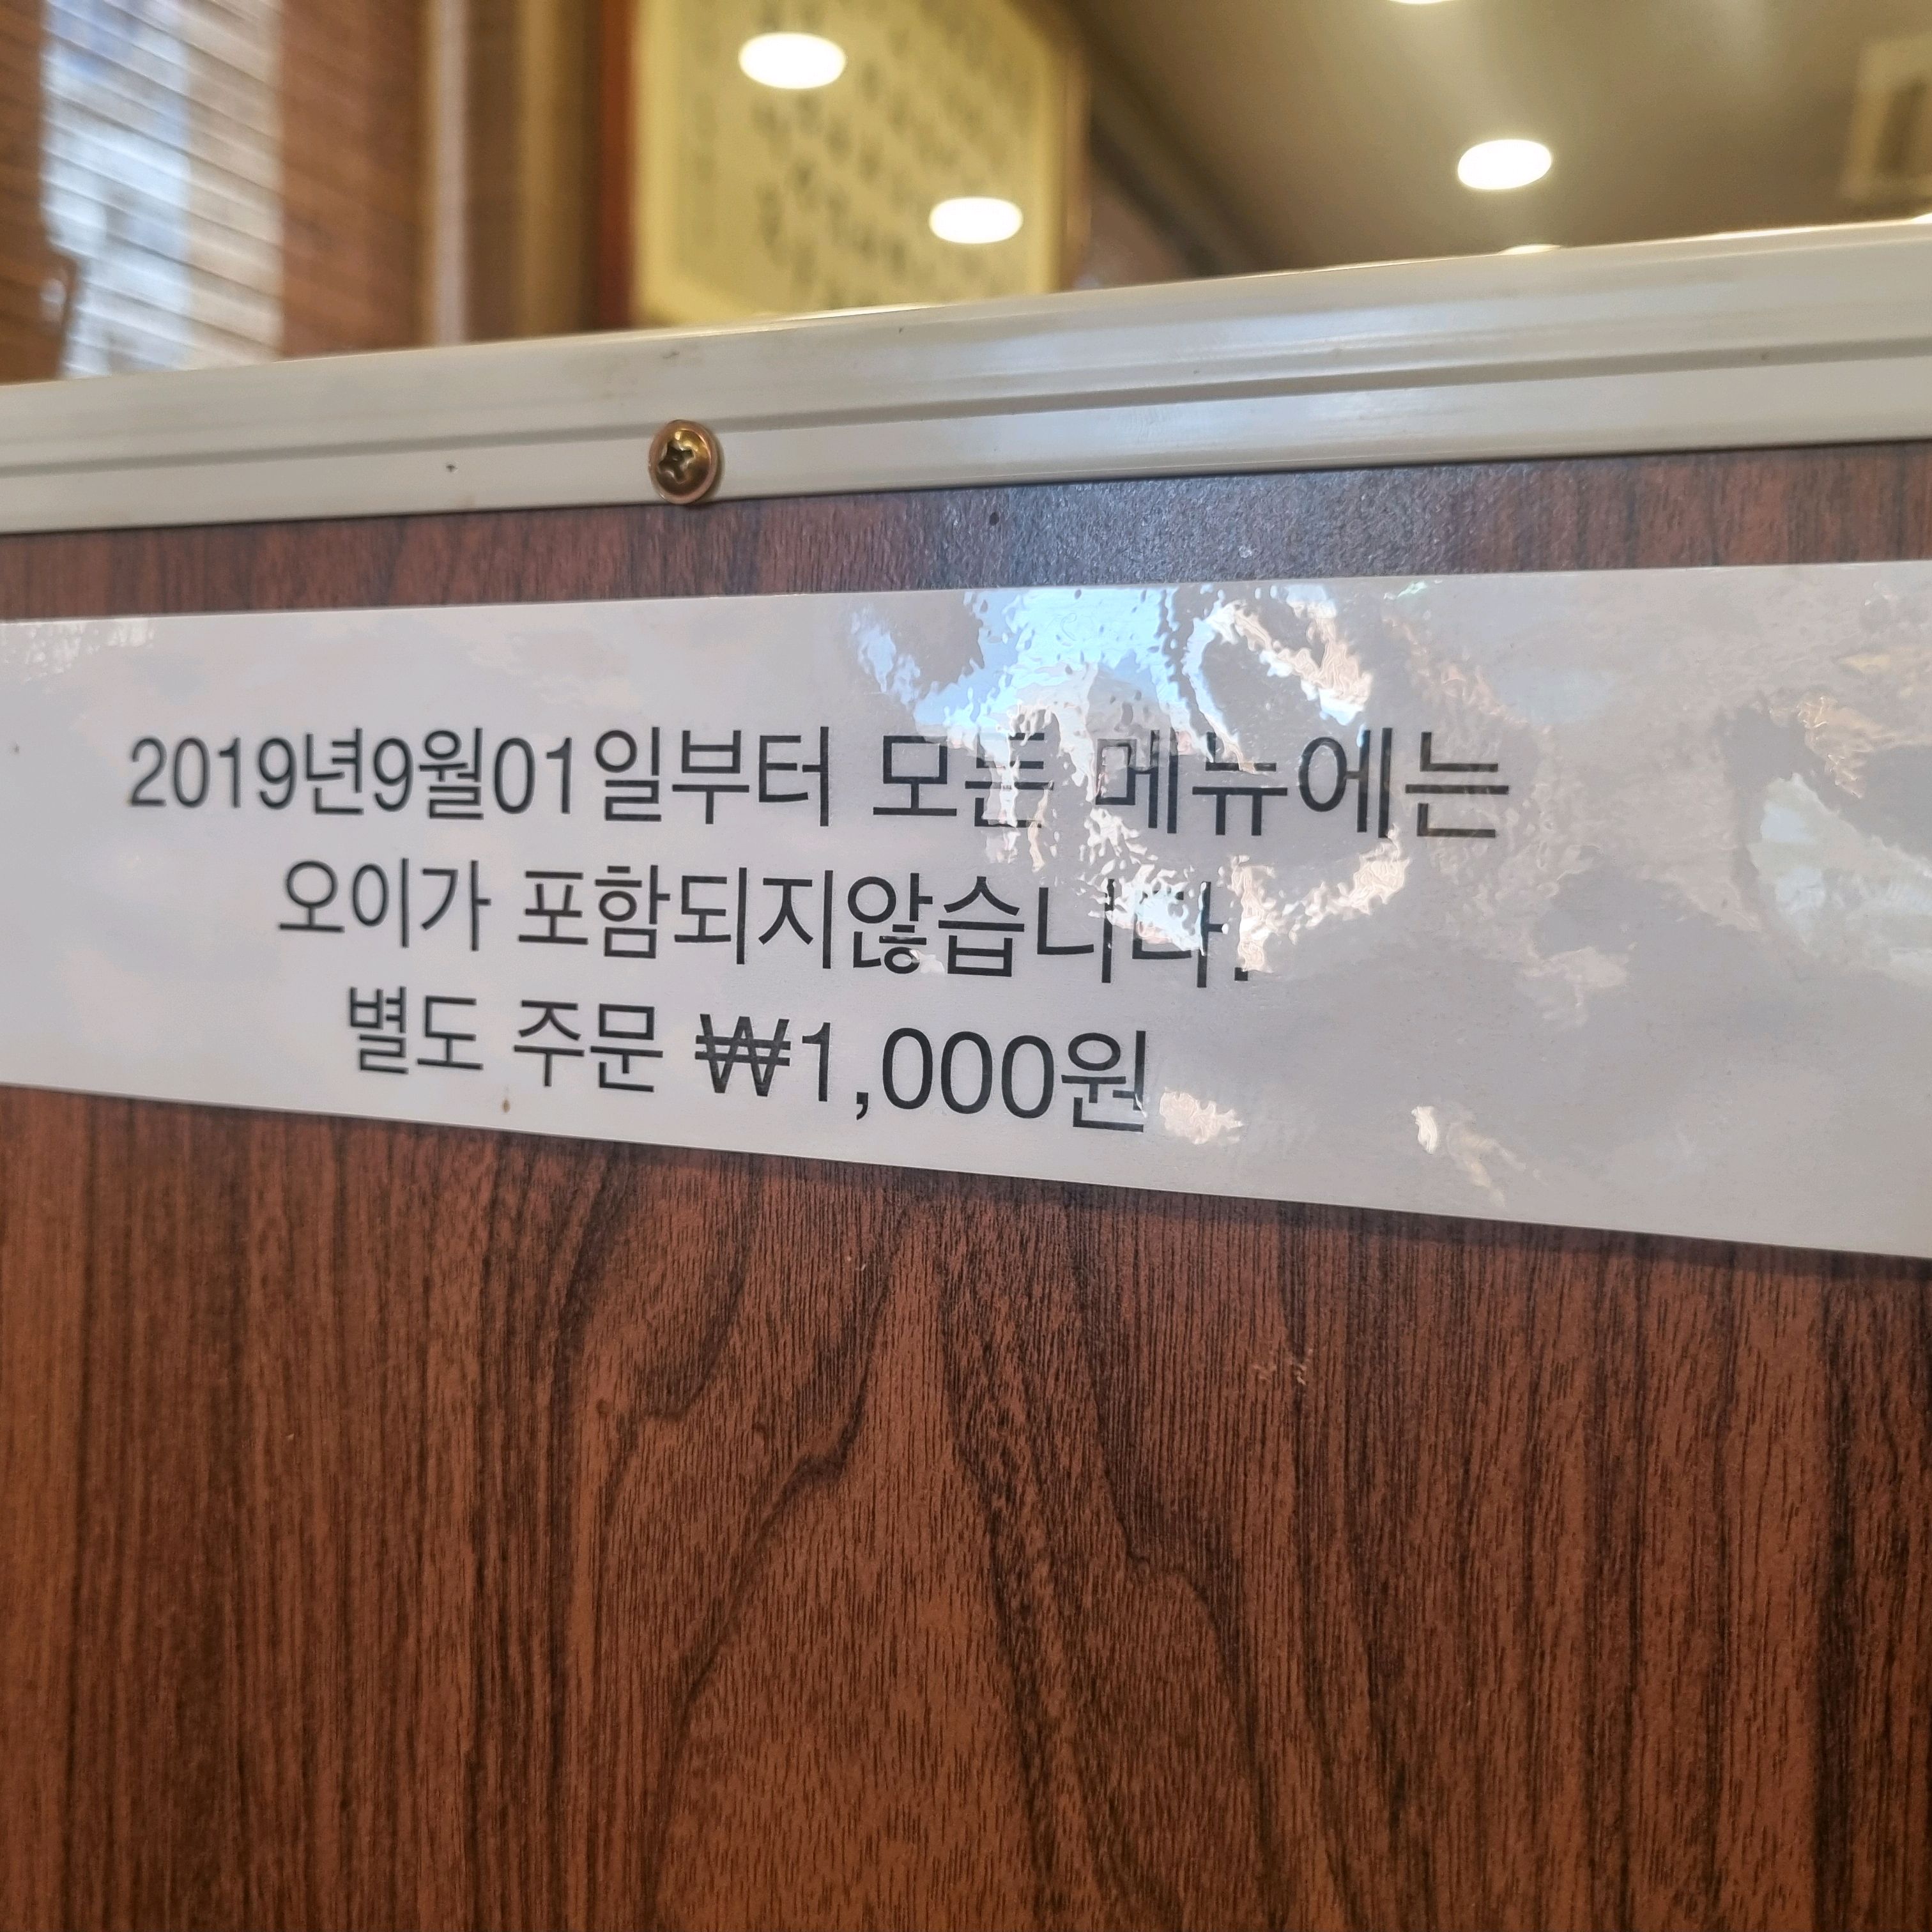 2019년9월01일부터 모든 메뉴에는
오이가 포함되지않습니다.
별도 주문 ₩1,000원